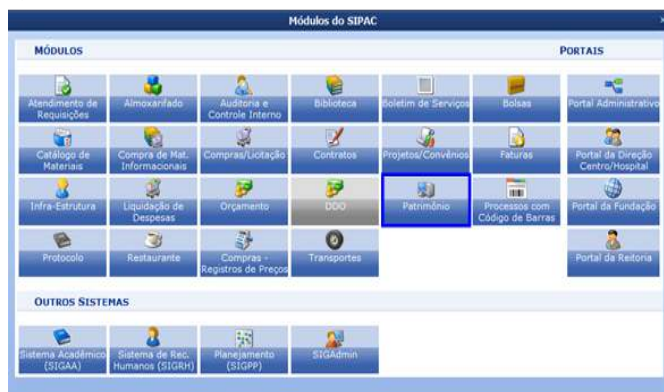 Módulos do SIPAC
MÓDULOS
PORTAIS
Atendimento de
Requisições
Almoxarifado
Auditoria e
Controle Interno
Biblioteca
Boletim de Serviços
Bolsas
Portal Administrativo
Catálogo de
Materiais
Compra de Mat.
Informacionais
Compras/Licitação
Contratos
Projetos/Convênios
Faturas
Portal da Direção
Centro/Hospital
Infra-Estrutura
Liquidação de
Despesas
Orçamento
DDO
Patrimônio
Processos com
Código de Barras
Portal da Fundação
Protocolo
Restaurante
Compras -
Registros de Preços
Transportes
Portal da Reitoria
OUTROS SISTEMAS
Sistema Acadêmico
(SIGAA)
Sistema de Rec.
Humanos (SIGRH)
Planejamento
(SIGPP)
SIGAdmin